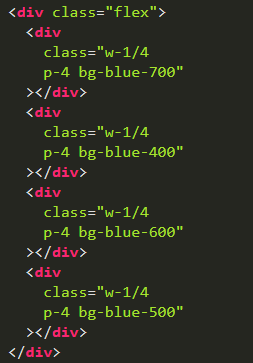 <div class="flex">
  <div
    class="w-1/4
    p-4 bg-blue-700"
  ></div>
  <div
    class="w-1/4
    p-4 bg-blue-400"
  ></div>
  <div
    class="w-1/4
    p-4 bg-blue-600"
  ></div>
  <div
    class="w-1/4
    p-4 bg-blue-500"
  ></div>
</div>